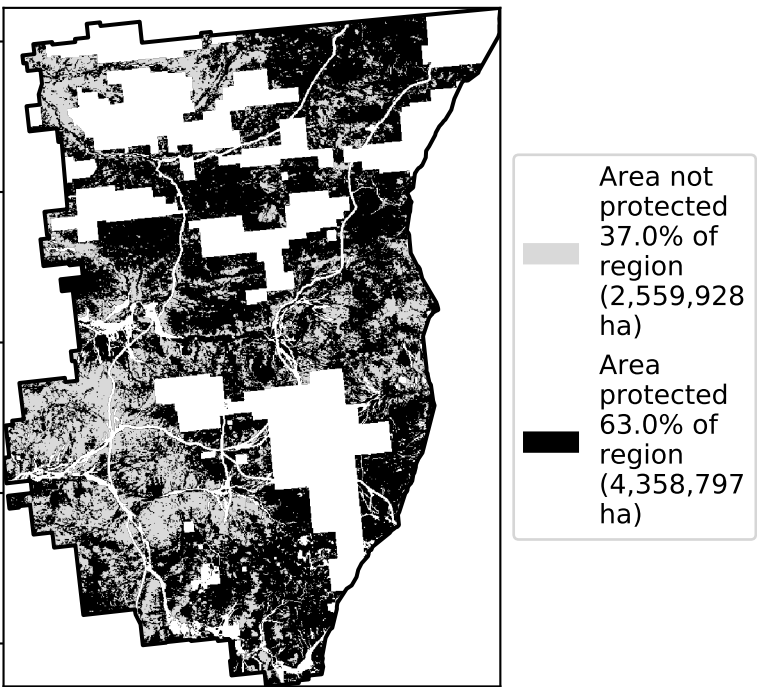 Area not
protected
37.0% of
region
(2,559,928
ha)
Area
protected
63.0% of
region
(4,358,797
ha)